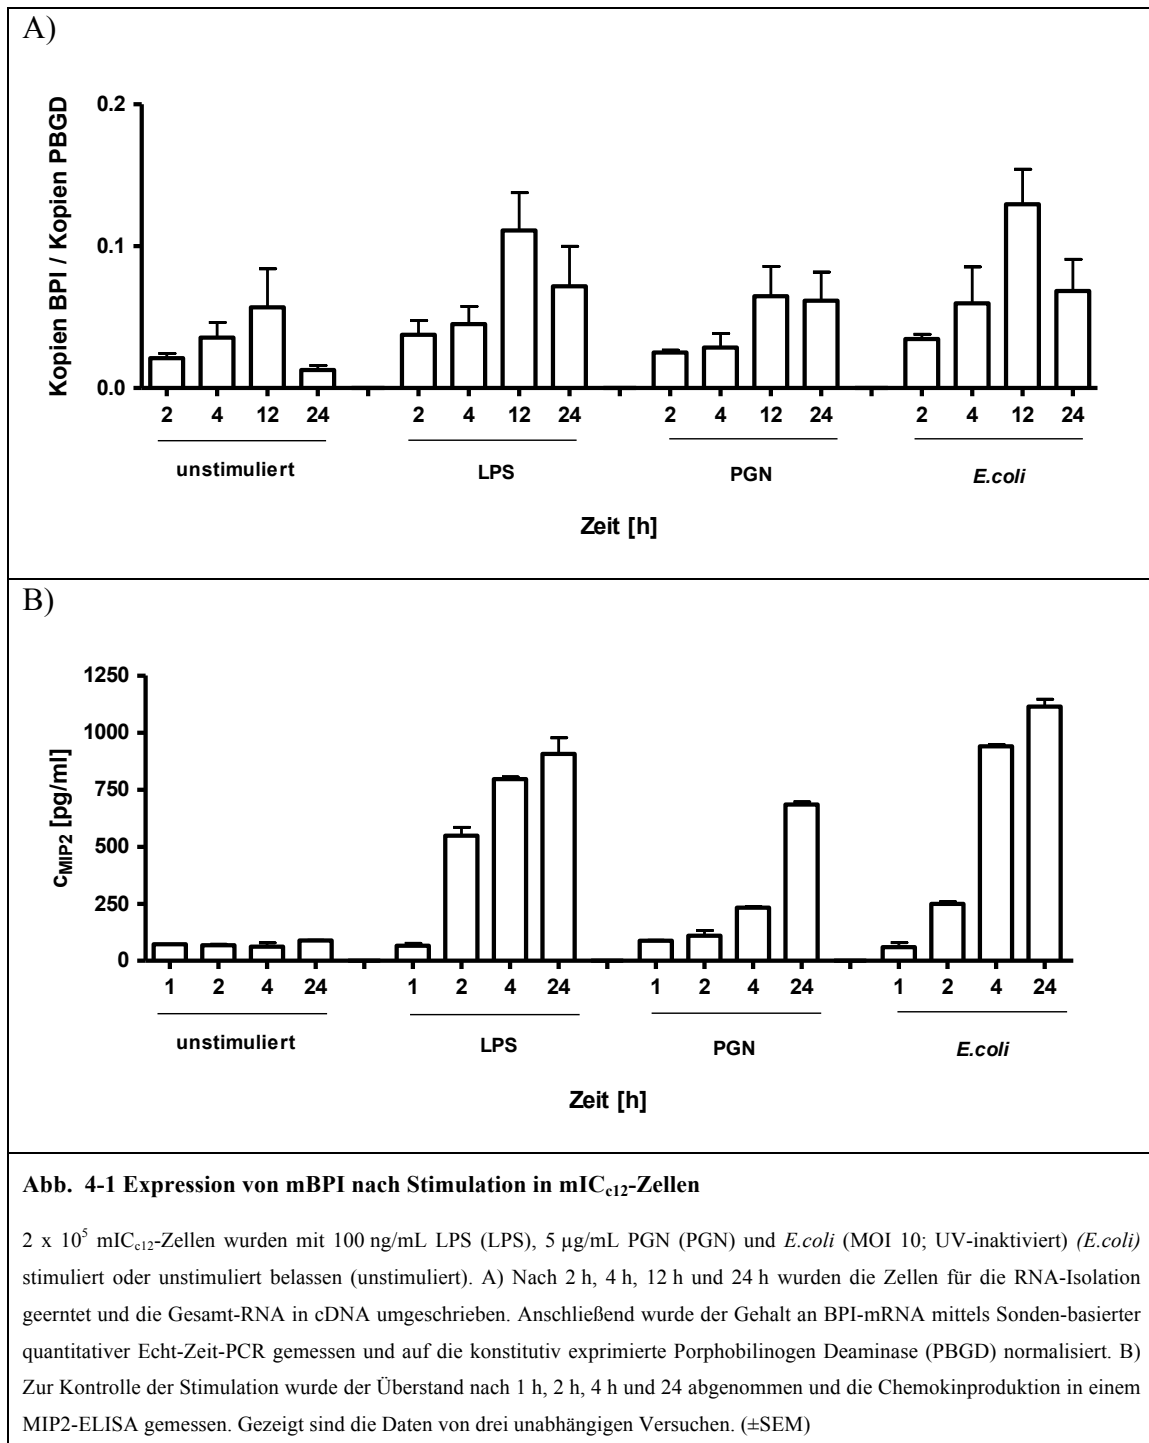 A)
Kopien BPI / Kopien PBGD
0.2
0.1
0.0
2 4 12 24 2 4 12 24 2 4 12 24 2 4 12 24
unstimuliert LPS PGN E.coli
Zeit [h]
B)
cMIP2 [pg/ml]
1250
1000
750
500
250
0
1 2 4 24 1 2 4 24 1 2 4 24 1 2 4 24
unstimuliert LPS PGN E.coli
Zeit [h]
Abb. 4-1 Expression von mBPI nach Stimulation in mICc12-Zellen
2 x 10⁵ mICc12-Zellen wurden mit 100 ng/mL LPS (LPS), 5 µg/mL PGN (PGN) und E.coli (MOI 10; UV-inaktiviert) (E.coli)
stimuliert oder unstimuliert belassen (unstimuliert). A) Nach 2 h, 4 h, 12 h und 24 h wurden die Zellen für die RNA-Isolation
geerntet und die Gesamt-RNA in cDNA umgeschrieben. Anschließend wurde der Gehalt an BPI-mRNA mittels Sonden-basierter
quantitativer Echt-Zeit-PCR gemessen und auf die konstitutiv exprimierte Porphobilinogen Deaminase (PBGD) normalisiert. B)
Zur Kontrolle der Stimulation wurde der Überstand nach 1 h, 2 h, 4 h und 24 abgenommen und die Chemokinproduktion in einem
MIP2-ELISA gemessen. Gezeigt sind die Daten von drei unabhängigen Versuchen. (±SEM)